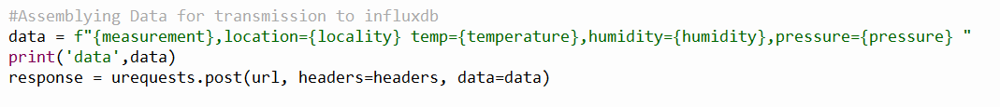 #Assemblying Data for transmission to influxdb
data = f"{measurement},location={locality} temp={temperature},humidity={humidity},pressure={pressure} "
print('data',data)
response = urequests.post(url, headers=headers, data=data)